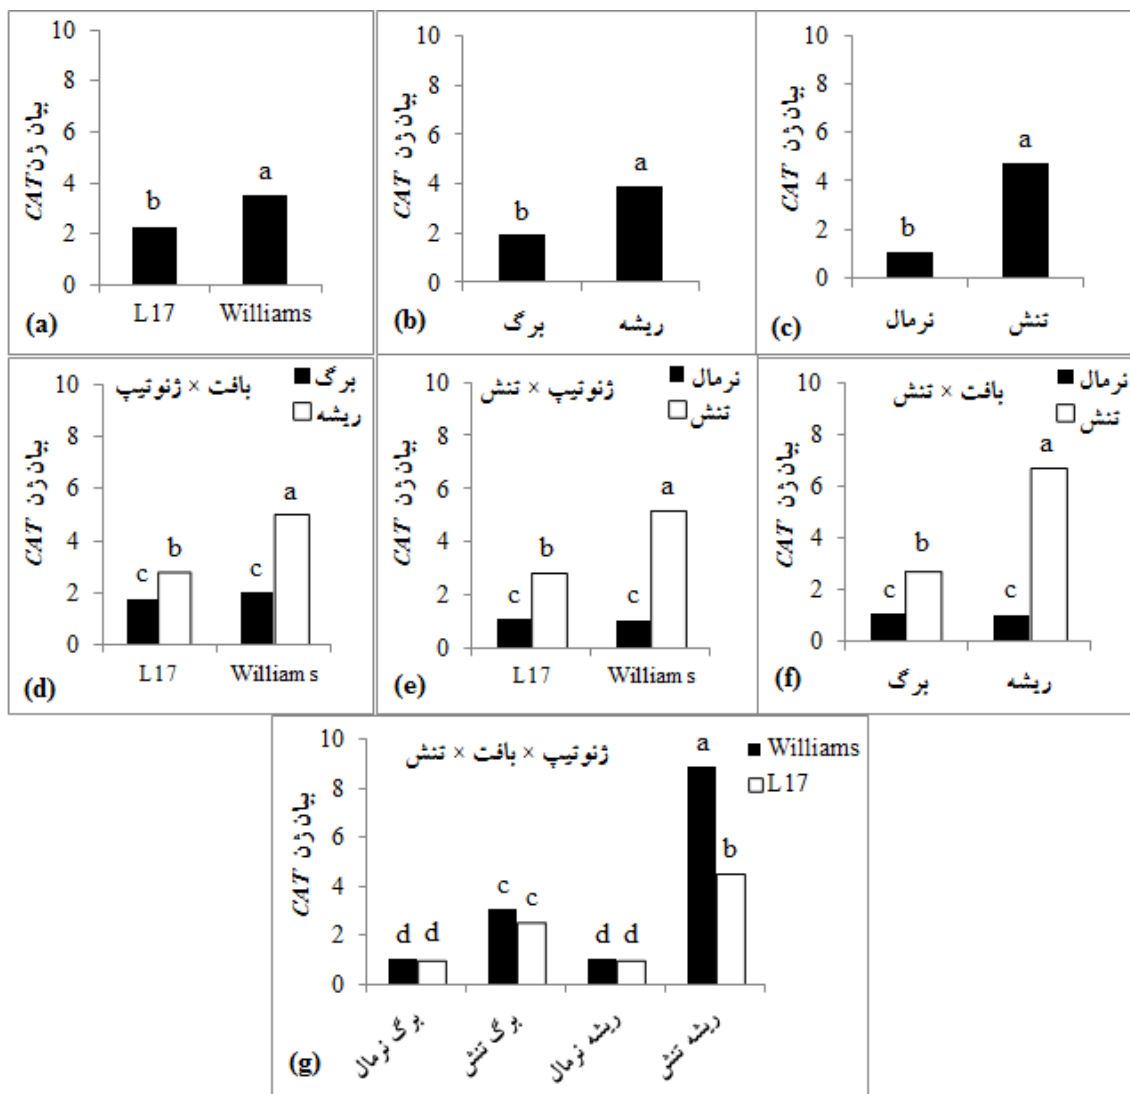 بیان ژن CAT
10
8
6
4
2
0
b
a
L17
Williams
(a)
بیان ژن CAT
10
8
6
4
2
0
b
a
برگ
ریشه
(b)
بیان ژن CAT
10
8
6
4
2
0
b
a
نرمال
تنش
(c)
بافت × ژنوتیپ
برگ
ریشه
بیان ژن CAT
10
8
6
4
2
0
c
b
c
a
L17
Williams
(d)
ژنوتیپ × تنش
نرمال
تنش
بیان ژن CAT
10
8
6
4
2
0
c
b
c
a
L17
Williams
(e)
بافت × تنش
نرمال
تنش
بیان ژن CAT
10
8
6
4
2
0
c
b
c
a
برگ
ریشه
(f)
ژنوتیپ × بافت × تنش
Williams
L17
بیان ژن CAT
10
8
6
4
2
0
d
d
c
c
d
d
a
b
برگ نرمال
برگ تنش
ریشه نرمال
ریشه تنش
(g)